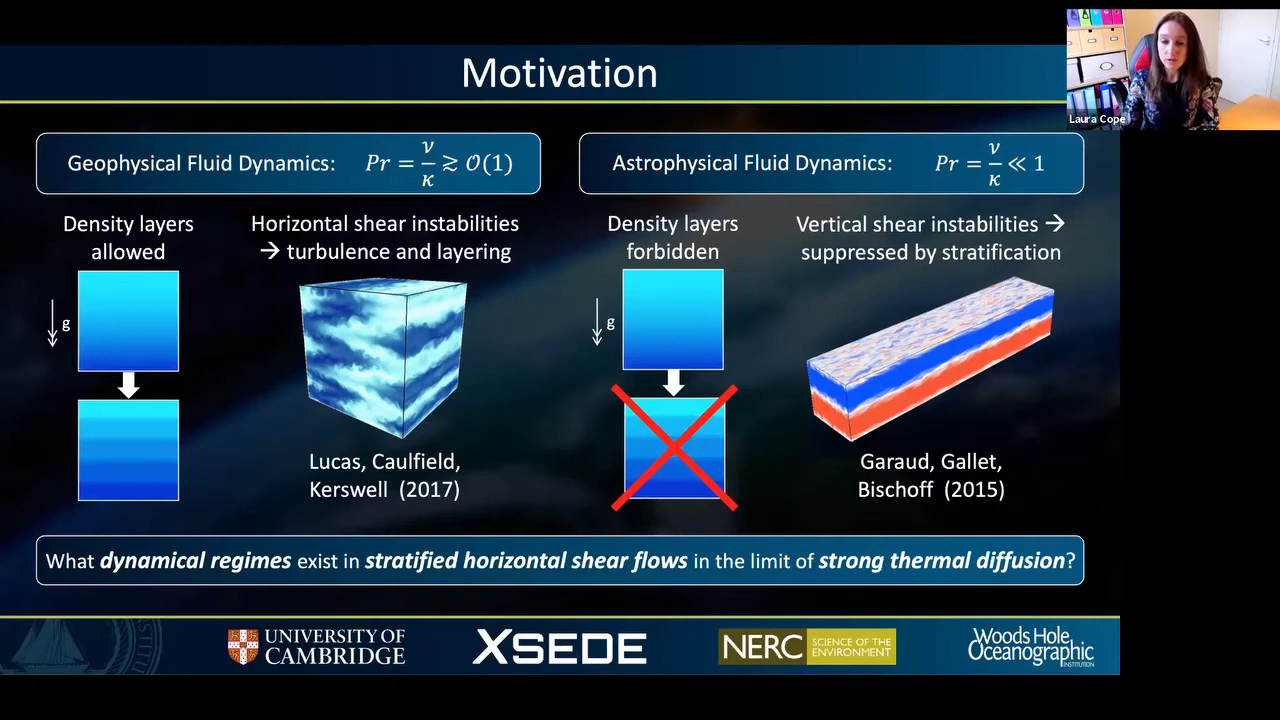 Motivation
Laura Cope
Geophysical Fluid Dynamics: Pr = ν/κ ≳ 𝒪(1)
Astrophysical Fluid Dynamics: Pr = ν/κ ≪ 1
Density layers
allowed
Horizontal shear instabilities
→ turbulence and layering
Density layers
forbidden
Vertical shear instabilities →
suppressed by stratification
g
g
Lucas, Caulfield,
Kerswell (2017)
Garaud, Gallet,
Bischoff (2015)
What dynamical regimes exist in stratified horizontal shear flows in the limit of strong thermal diffusion?
UNIVERSITY OF
CAMBRIDGE
XSEDE
NERC
SCIENCE OF THE
ENVIRONMENT
Woods Hole
Oceanographic
INSTITUTION